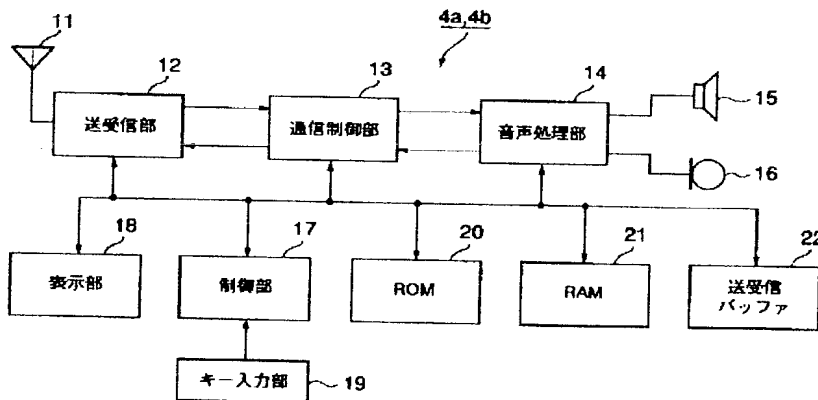 4a,4b
11
12
送受信部
13
通信制御部
14
音声処理部
15
16
18
表示部
17
制御部
20
ROM
21
RAM
22
送受信
バッファ
キー入力部
19